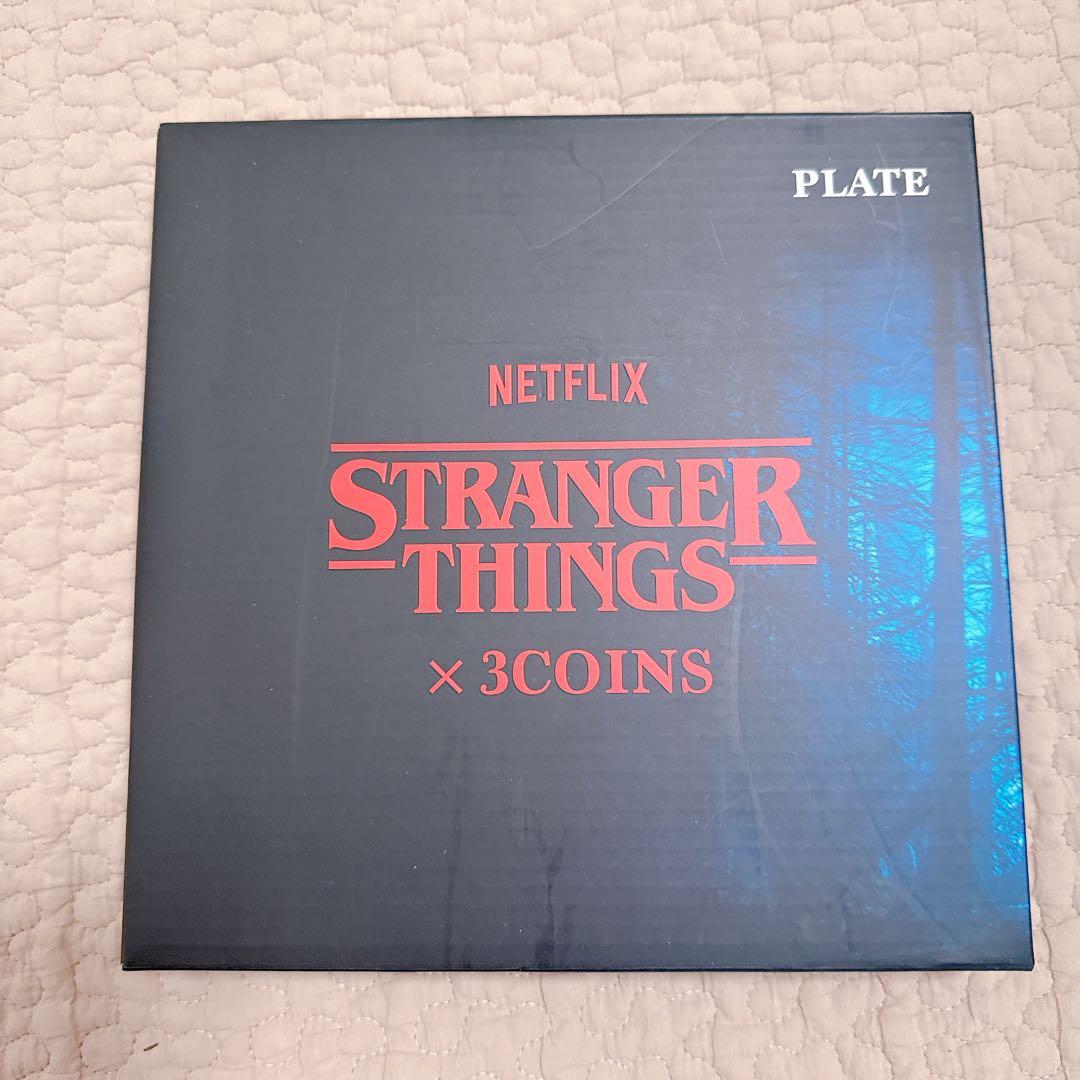 PLATE
NETFLIX
STRANGER
THINGS
× 3COINS